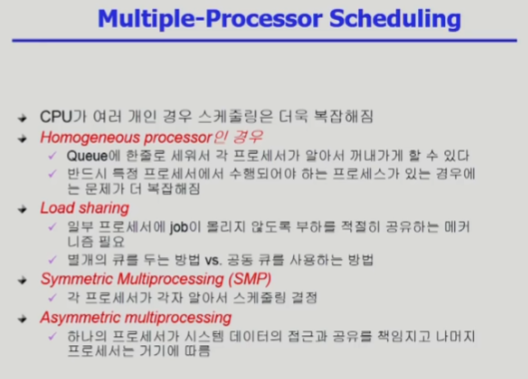 Multiple-Processor Scheduling
CPU가 여러 개인 경우 스케줄링은 더욱 복잡해짐
Homogeneous processor인 경우
Queue에 한줄로 세워서 각 프로세서가 알아서 꺼내가게 할 수 있다
반드시 특정 프로세서에서 수행되어야 하는 프로세스가 있는 경우에
는 문제가 더 복잡해짐
Load sharing
일부 프로세서에 job이 몰리지 않도록 부하를 적절히 공유하는 메커
니즘 필요
별개의 큐를 두는 방법 vs. 공동 큐를 사용하는 방법
Symmetric Multiprocessing (SMP)
각 프로세서가 각자 알아서 스케줄링 결정
Asymmetric multiprocessing
하나의 프로세서가 시스템 데이터의 접근과 공유를 책임지고 나머지
프로세서는 거기에 따름